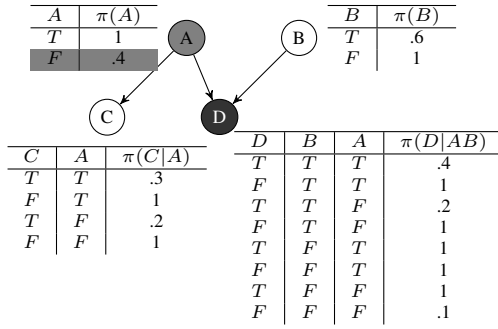 A π(A)
T 1
F .4
A
B
B π(B)
T .6
F 1
C
D
C A π(C|A)
T T .3
F T 1
T F .2
F F 1
D B A π(D|AB)
T T T .4
F T T 1
T T F .2
F T F 1
T F T 1
F F T 1
T F F 1
F F F .1